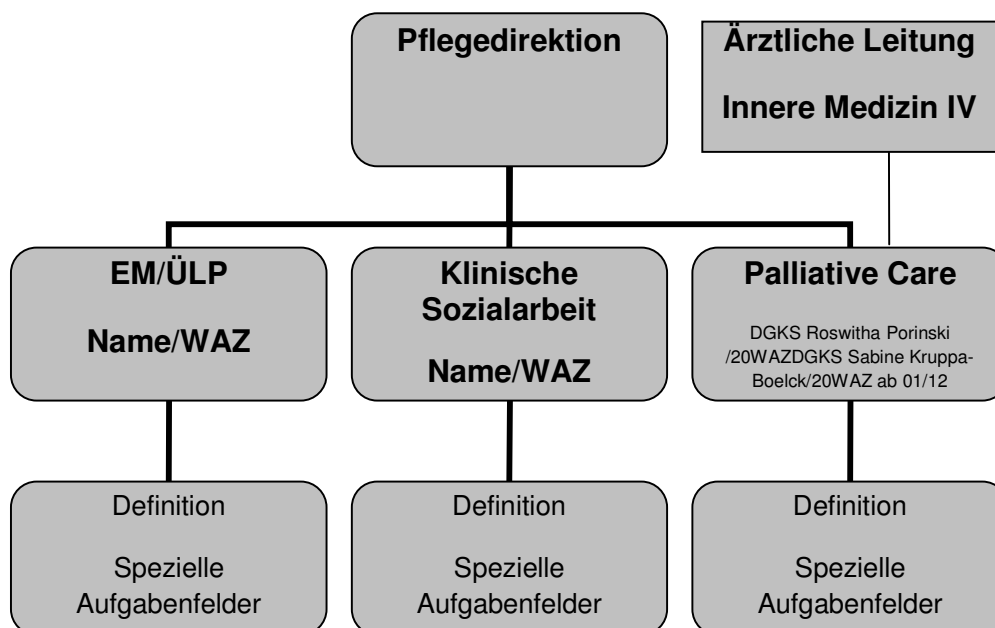 Pflegedirektion
Ärztliche Leitung
Innere Medizin IV
EM/ÜLP
Name/WAZ
Klinische
Sozialarbeit
Name/WAZ
Palliative Care
DGKS Roswitha Porinski
/20WAZDGKS Sabine Kruppa-
Boelck/20WAZ ab 01/12
Definition
Spezielle
Aufgabenfelder
Definition
Spezielle
Aufgabenfelder
Definition
Spezielle
Aufgabenfelder